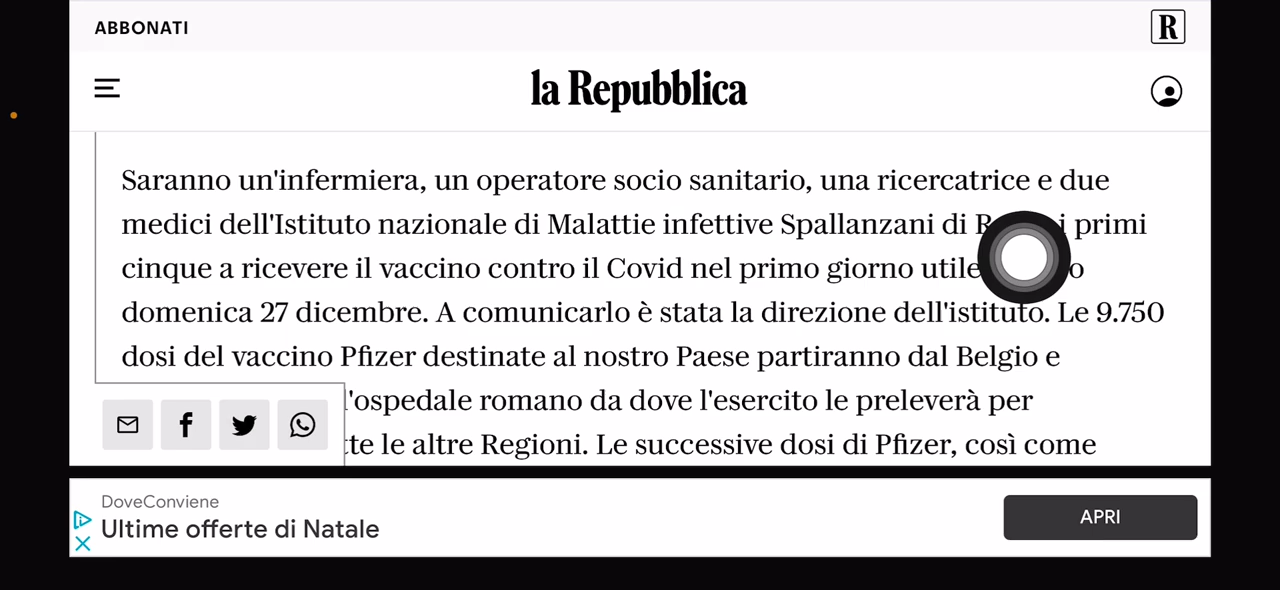 ABBONATI
R
la Repubblica
Saranno un'infermiera, un operatore socio sanitario, una ricercatrice e due
medici dell'Istituto nazionale di Malattie infettive Spallanzani di i primi
cinque a ricevere il vaccino contro il Covid nel primo giorno utile
domenica 27 dicembre. A comunicarlo è stata la direzione dell'istituto. Le 9.750
dosi del vaccino Pfizer destinate al nostro Paese partiranno dal Belgio e
l'ospedale romano da dove l'esercito le preleverà per
le altre Regioni. Le successive dosi di Pfizer, così come
DoveConviene
Ultime offerte di Natale
APRI